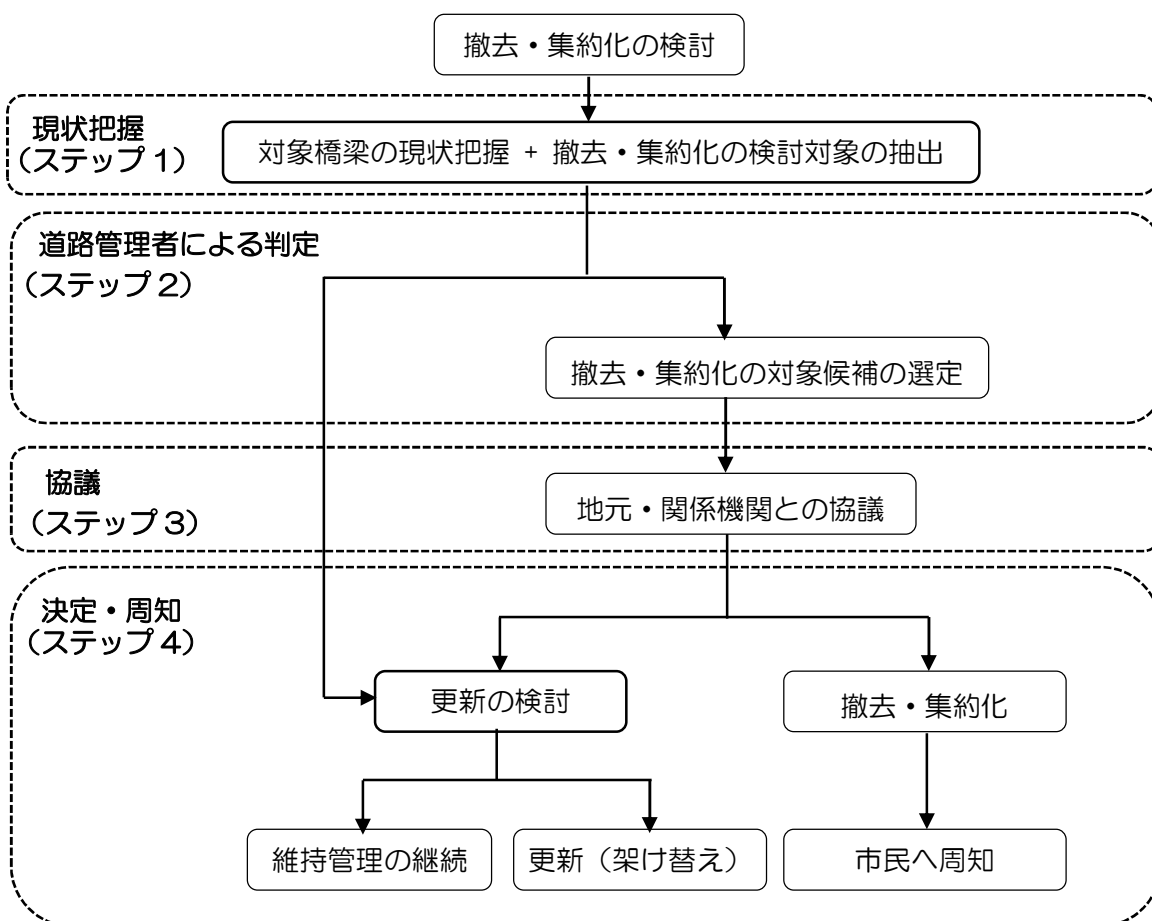 撤去・集約化の検討
現状把握
(ステップ1)
対象橋梁の現状把握 + 撤去・集約化の検討対象の抽出
道路管理者による判定
(ステップ2)
撤去・集約化の対象候補の選定
協議
(ステップ3)
地元・関係機関との協議
決定・周知
(ステップ4)
更新の検討
撤去・集約化
維持管理の継続
更新（架け替え）
市民へ周知